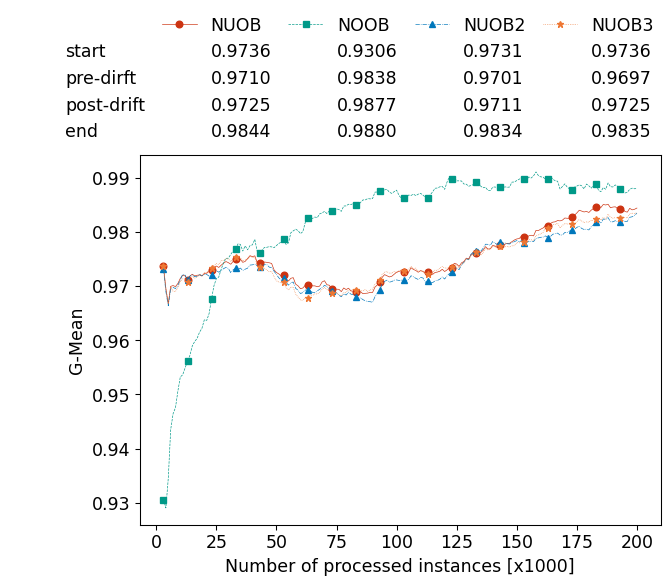 NUOB NOOB NUOB2 NUOB3
start 0.9736 0.9306 0.9731 0.9736
pre-dirft 0.9710 0.9838 0.9701 0.9697
post-drift 0.9725 0.9877 0.9711 0.9725
end 0.9844 0.9880 0.9834 0.9835
0.99
0.98
0.97
0.96
0.95
0.94
0.93
G-Mean
0 25 50 75 100 125 150 175 200
Number of processed instances [x1000]